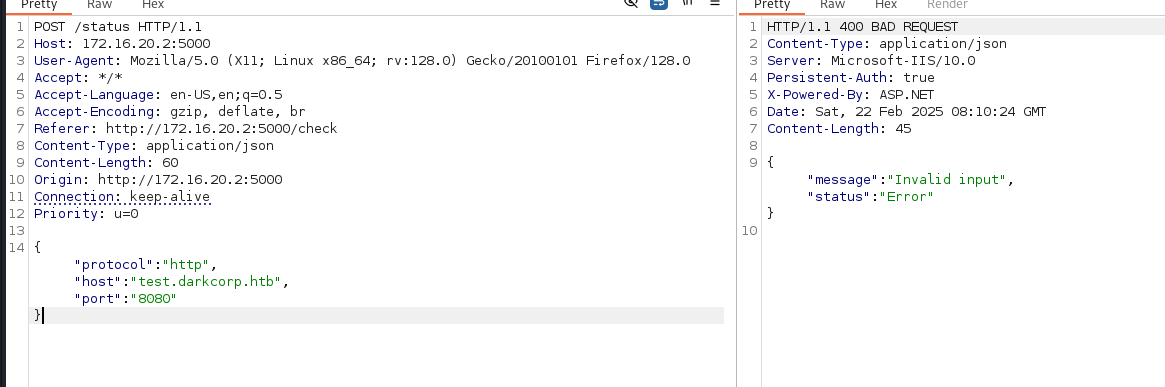 Pretty Raw Hex
1 POST /status HTTP/1.1
2 Host: 172.16.20.2:5000
3 User-Agent: Mozilla/5.0 (X11; Linux x86_64; rv:128.0) Gecko/20100101 Firefox/128.0
4 Accept: */*
5 Accept-Language: en-US,en;q=0.5
6 Accept-Encoding: gzip, deflate, br
7 Referer: http://172.16.20.2:5000/check
8 Content-Type: application/json
9 Content-Length: 60
10 Origin: http://172.16.20.2:5000
11 Connection: keep-alive
12 Priority: u=0
13
14 {
"protocol":"http",
"host":"test.darkcorp.htb",
"port":"8080"
}
Pretty Raw Hex Render
1 HTTP/1.1 400 BAD REQUEST
2 Content-Type: application/json
3 Server: Microsoft-IIS/10.0
4 Persistent-Auth: true
5 X-Powered-By: ASP.NET
6 Date: Sat, 22 Feb 2025 08:10:24 GMT
7 Content-Length: 45
8
9 {
"message":"Invalid input",
"status":"Error"
}
10